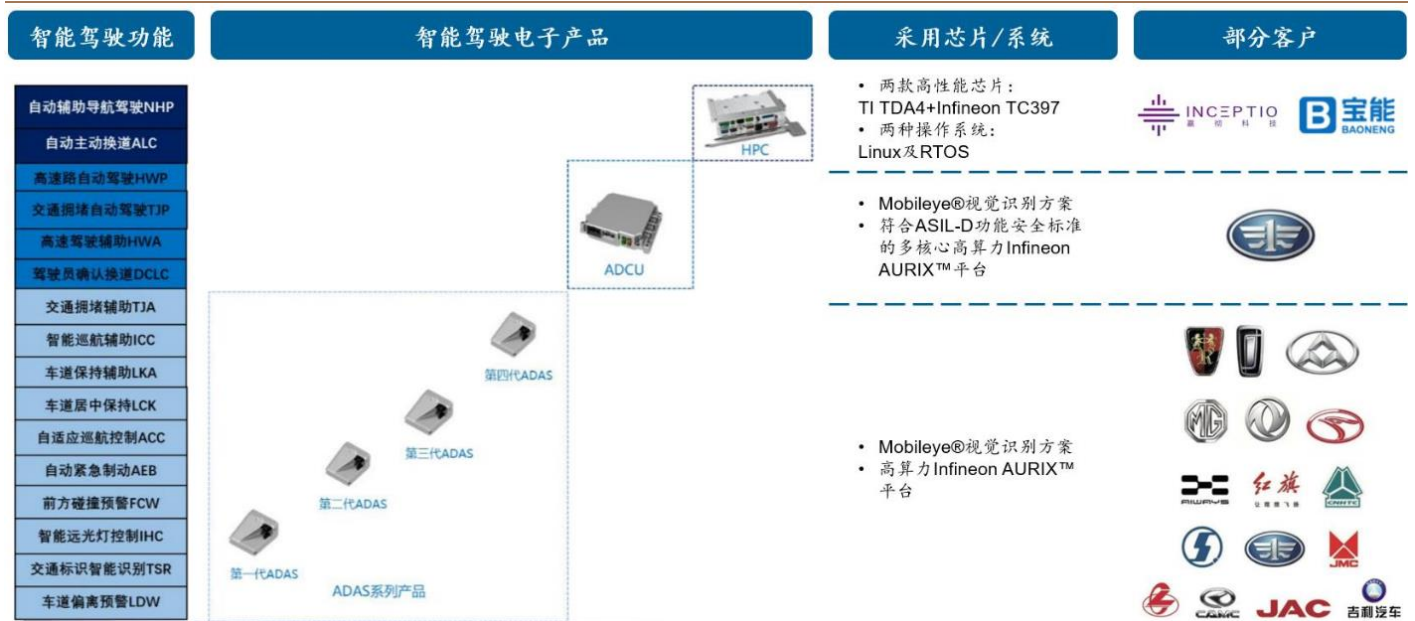 智能驾驶功能
智能驾驶电子产品
采用芯片/系统
部分客户
自动辅助导航驾驶NHP
自动主动换道ALC
高速路自动驾驶HWP
交通拥堵自动驾驶TJP
高速驾驶辅助HWA
驾驶员确认换道DCLC
交通拥堵辅助TJA
智能巡航辅助ICC
车道保持辅助LKA
车道居中保持LCK
自适应巡航控制ACC
自动紧急制动AEB
前方碰撞预警FCW
智能远光灯控制IHC
交通标识智能识别TSR
车道偏离预警LDW
HPC
ADCU
第四代ADAS
第三代ADAS
第二代ADAS
第一代ADAS
ADAS系列产品
• 两款高性能芯片：
TI TDA4+Infineon TC397
• 两种操作系统：
Linux及RTOS
• Mobileye®视觉识别方案
• 符合ASIL-D功能安全标准
的多核心高算力Infineon
AURIX™平台
• Mobileye®视觉识别方案
• 高算力Infineon AURIX™
平台
INCEPTIO
嬴彻科技
B 宝能
BAONENG
MG
AIWAYS
红旗
CNHTC
JMC
CAMC
JAC
吉利汽车